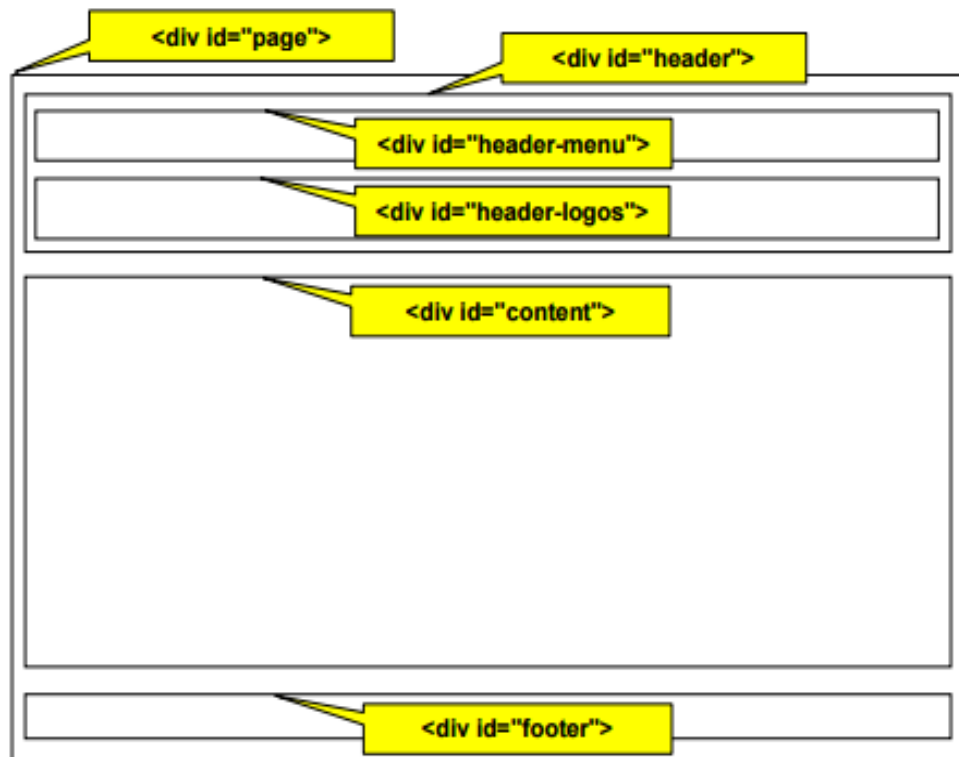 <div id="page">
<div id="header">
<div id="header-menu">
<div id="header-logos">
<div id="content">
<div id="footer">